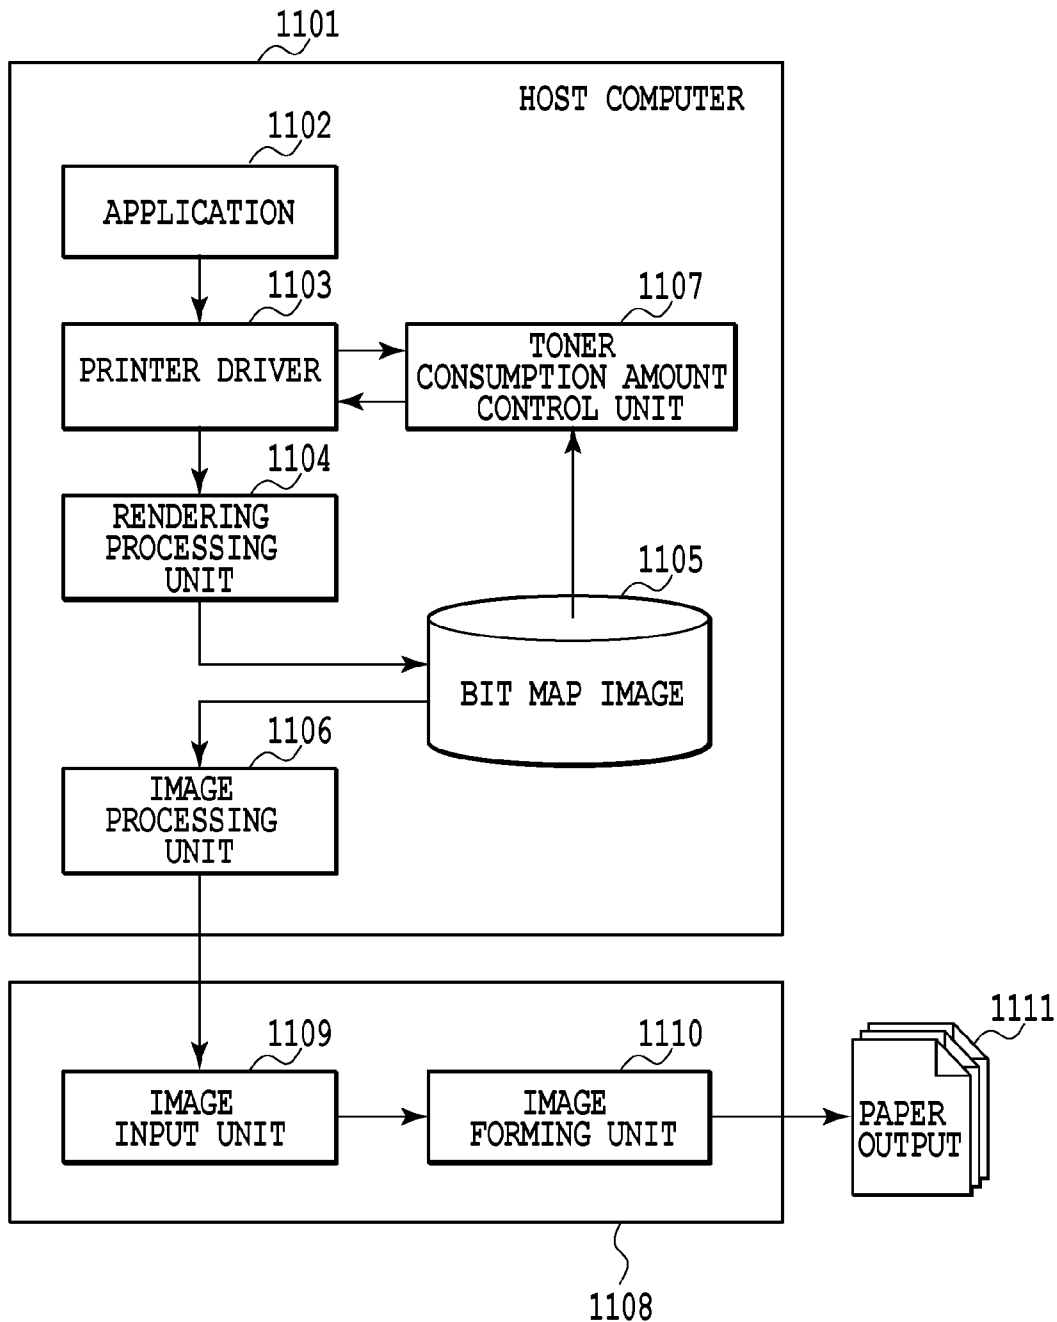 1101
HOST COMPUTER
1102
APPLICATION
1103
PRINTER DRIVER
1107
TONER
CONSUMPTION AMOUNT
CONTROL UNIT
1104
RENDERING
PROCESSING
UNIT
1105
BIT MAP IMAGE
1106
IMAGE
PROCESSING
UNIT
1109
IMAGE
INPUT UNIT
1110
IMAGE
FORMING UNIT
1111
PAPER
OUTPUT
1108